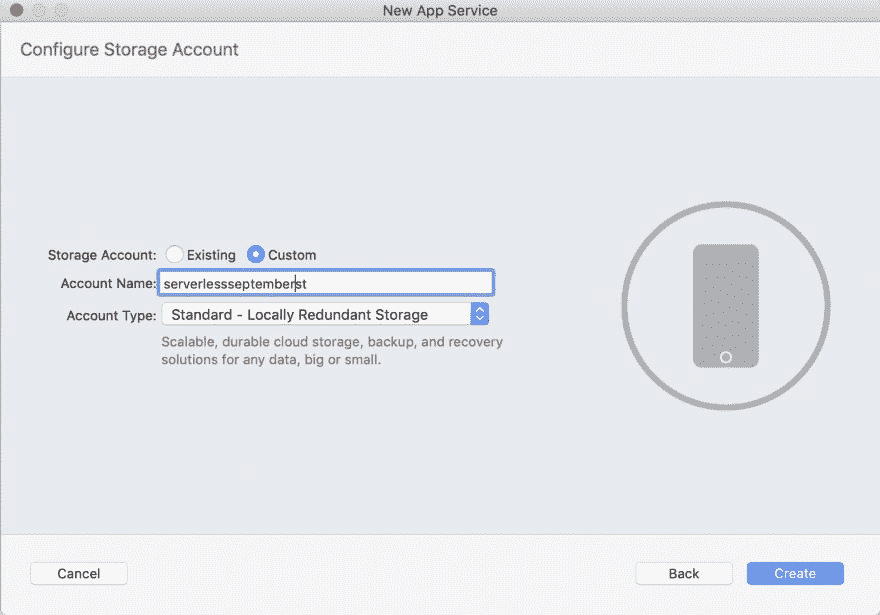 New App Service
Configure Storage Account
Storage Account: Existing Custom
Account Name: serverlessseptemberst
Account Type: Standard - Locally Redundant Storage
Scalable, durable cloud storage, backup, and recovery
solutions for any data, big or small.
Cancel Back Create